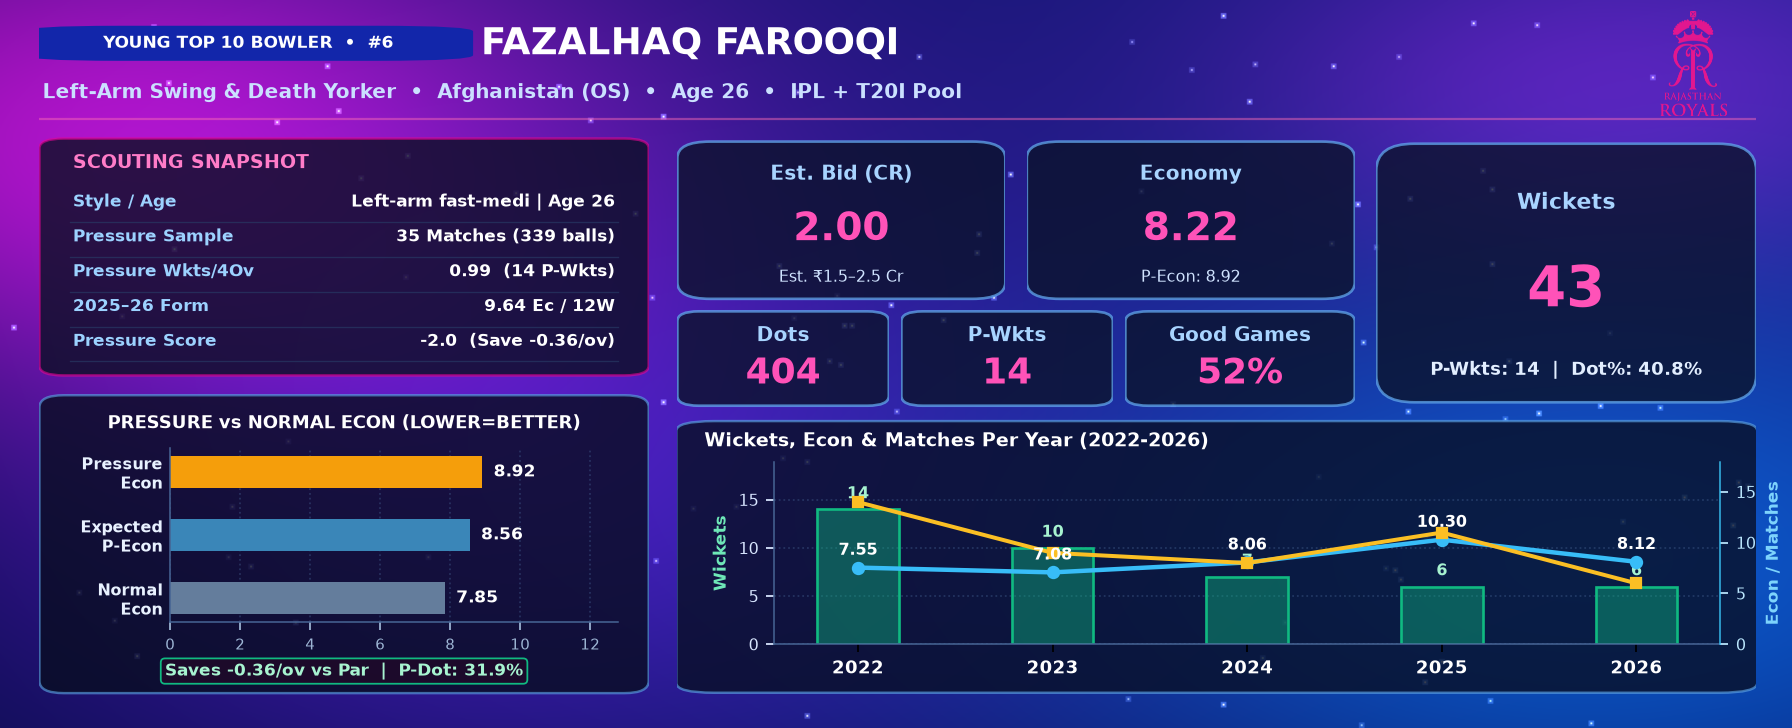 YOUNG TOP 10 BOWLER • #6
FAZALHAQ FAROOQI
Left-Arm Swing & Death Yorker • Afghanistan (OS) • Age 26 • IPL + T20I Pool
RAJASTHAN
ROYALS
SCOUTING SNAPSHOT
Style / Age Left-arm fast-medi | Age 26
Pressure Sample 35 Matches (339 balls)
Pressure Wkts/4Ov 0.99 (14 P-Wkts)
2025–26 Form 9.64 Ec / 12W
Pressure Score -2.0 (Save -0.36/ov)
Est. Bid (CR)
2.00
Est. ₹1.5–2.5 Cr
Economy
8.22
P-Econ: 8.92
Wickets
43
P-Wkts: 14 | Dot%: 40.8%
Dots
404
P-Wkts
14
Good Games
52%
PRESSURE vs NORMAL ECON (LOWER=BETTER)
Pressure
Econ
8.92
Expected
P-Econ
8.56
Normal
Econ
7.85
0 2 4 6 8 10 12
Saves -0.36/ov vs Par | P-Dot: 31.9%
Wickets, Econ & Matches Per Year (2022-2026)
Wickets
15
10
5
0
14
10
7
6
6
7.55
7.08
8.06
10.30
8.12
15
10
5
0
Econ / Matches
2022 2023 2024 2025 2026